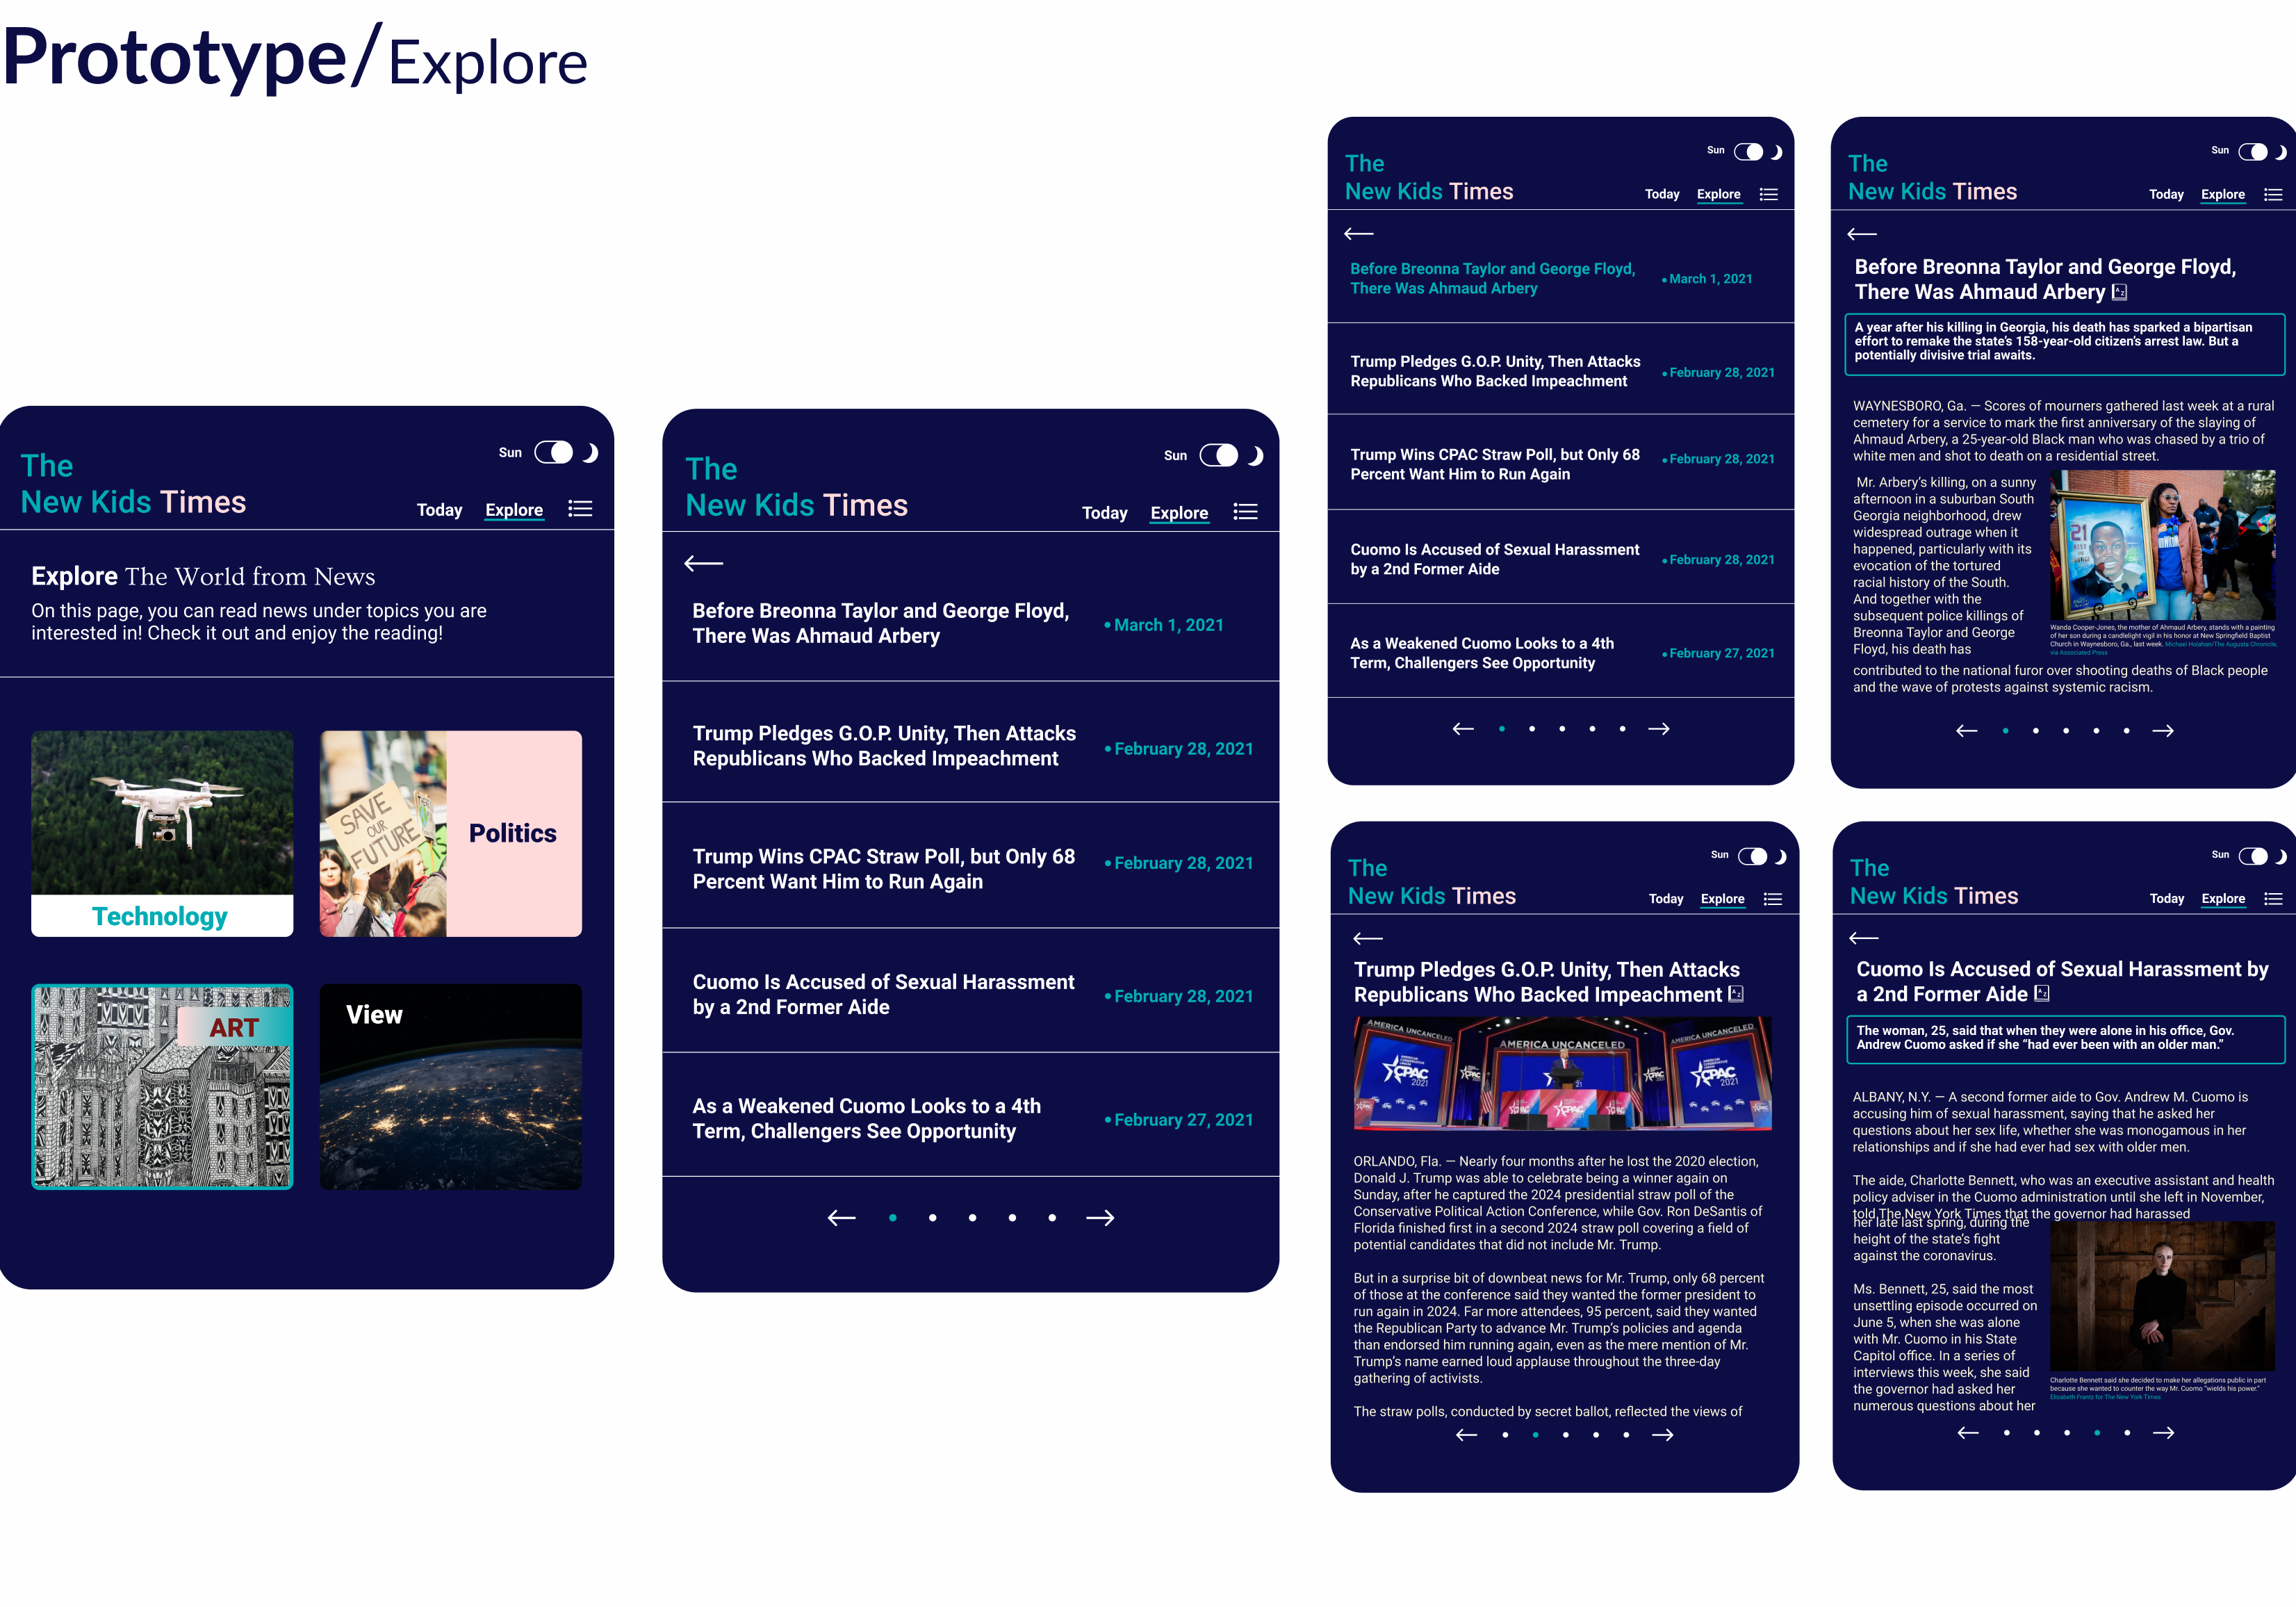 Prototype/Explore
The
New Kids Times
Sun
Today Explore
Explore The World from News
On this page, you can read news under topics you are
interested in! Check it out and enjoy the reading!
Technology
SAVE
OUR
FUTURE
Politics
ART
View
The
New Kids Times
Sun
Today Explore
Before Breonna Taylor and George Floyd,
There Was Ahmaud Arbery
• March 1, 2021
Trump Pledges G.O.P. Unity, Then Attacks
Republicans Who Backed Impeachment
• February 28, 2021
Trump Wins CPAC Straw Poll, but Only 68
Percent Want Him to Run Again
• February 28, 2021
Cuomo Is Accused of Sexual Harassment
by a 2nd Former Aide
• February 28, 2021
As a Weakened Cuomo Looks to a 4th
Term, Challengers See Opportunity
• February 27, 2021
The
New Kids Times
Sun
Today Explore
Before Breonna Taylor and George Floyd,
There Was Ahmaud Arbery
• March 1, 2021
Trump Pledges G.O.P. Unity, Then Attacks
Republicans Who Backed Impeachment
• February 28, 2021
Trump Wins CPAC Straw Poll, but Only 68
Percent Want Him to Run Again
• February 28, 2021
Cuomo Is Accused of Sexual Harassment
by a 2nd Former Aide
• February 28, 2021
As a Weakened Cuomo Looks to a 4th
Term, Challengers See Opportunity
• February 27, 2021
The
New Kids Times
Sun
Today Explore
Before Breonna Taylor and George Floyd,
There Was Ahmaud Arbery
A year after his killing in Georgia, his death has sparked a bipartisan
effort to remake the state's 158-year-old citizen's arrest law. But a
potentially divisive trial awaits.
WAYNESBORO, Ga. — Scores of mourners gathered last week at a rural
cemetery for a service to mark the first anniversary of the slaying of
Ahmaud Arbery, a 25-year-old Black man who was chased by a trio of
white men and shot to death on a residential street.
Mr. Arbery's killing, on a sunny
afternoon in a suburban South
Georgia neighborhood, drew
widespread outrage when it
happened, particularly with its
evocation of the tortured
racial history of the South.
And together with the
subsequent police killings of
Breonna Taylor and George
Floyd, his death has
21
Wanda Cooper-Jones, the mother of Ahmaud Arbery, stands with a painting
of her son during a candlelight vigil in his honor at New Springfield Baptist
Church in Waynesboro, Ga., last week. Michael Holahan/The Augusta Chronicle,
via Associated Press
contributed to the national furor over shooting deaths of Black people
and the wave of protests against systemic racism.
The
New Kids Times
Sun
Today Explore
Trump Pledges G.O.P. Unity, Then Attacks
Republicans Who Backed Impeachment
AMERICA UNCANCELED
AMERICA UNCANCELED
AMERICA UNCANCELED
CPAC
2021
CPAC
2021
ORLANDO, Fla. — Nearly four months after he lost the 2020 election,
Donald J. Trump was able to celebrate being a winner again on
Sunday, after he captured the 2024 presidential straw poll of the
Conservative Political Action Conference, while Gov. Ron DeSantis of
Florida finished first in a second 2024 straw poll covering a field of
potential candidates that did not include Mr. Trump.
But in a surprise bit of downbeat news for Mr. Trump, only 68 percent
of those at the conference said they wanted the former president to
run again in 2024. Far more attendees, 95 percent, said they wanted
the Republican Party to advance Mr. Trump's policies and agenda
than endorsed him running again, even as the mere mention of Mr.
Trump's name earned loud applause throughout the three-day
gathering of activists.
The straw polls, conducted by secret ballot, reflected the views of
The
New Kids Times
Sun
Today Explore
Cuomo Is Accused of Sexual Harassment by
a 2nd Former Aide
The woman, 25, said that when they were alone in his office, Gov.
Andrew Cuomo asked if she “had ever been with an older man.”
ALBANY, N.Y. — A second former aide to Gov. Andrew M. Cuomo is
accusing him of sexual harassment, saying that he asked her
questions about her sex life, whether she was monogamous in her
relationships and if she had ever had sex with older men.
The aide, Charlotte Bennett, who was an executive assistant and health
policy adviser in the Cuomo administration until she left in November,
told The New York Times that the governor had harassed
her late last spring, during the
height of the state's fight
against the coronavirus.
Ms. Bennett, 25, said the most
unsettling episode occurred on
June 5, when she was alone
with Mr. Cuomo in his State
Capitol office. In a series of
interviews this week, she said
the governor had asked her
numerous questions about her
Charlotte Bennett said she decided to make her allegations public in part
because she wanted to counter the way Mr. Cuomo “wields his power.”
Elizabeth Frantz for The New York Times